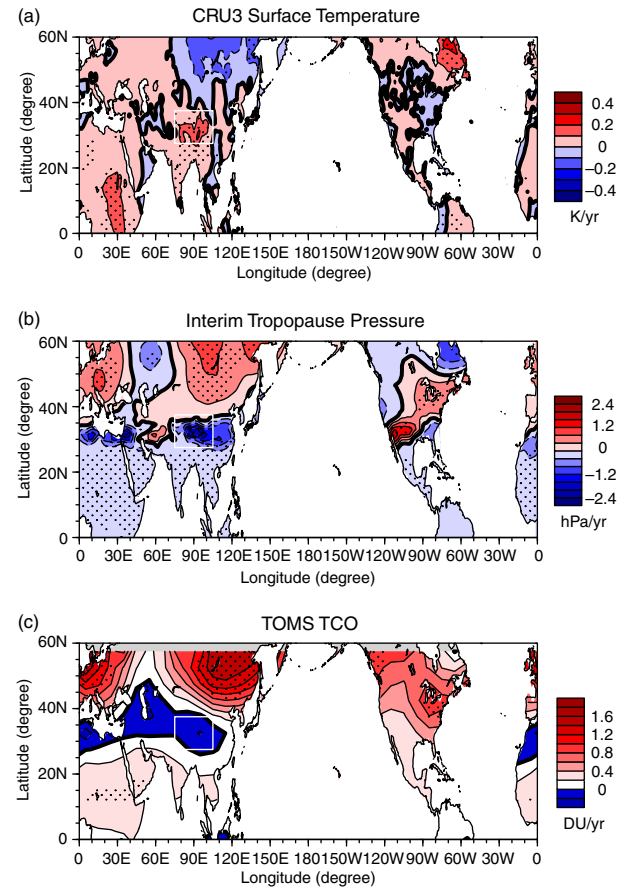 (a) CRU3 Surface Temperature
60N
40N
20N
0
Latitude (degree)
0 30E 60E 90E 120E 150E 180 150W 120W 90W 60W 30W 0
Longitude (degree)
0.4
0.2
0
−0.2
−0.4
K/yr
(b) Interim Tropopause Pressure
60N
40N
20N
0
Latitude (degree)
0 30E 60E 90E 120E 150E 180 150W 120W 90W 60W 30W 0
Longitude (degree)
2.4
1.2
0
−1.2
−2.4
hPa/yr
(c) TOMS TCO
60N
40N
20N
0
Latitude (degree)
0 30E 60E 90E 120E 150E 180 150W 120W 90W 60W 30W 0
Longitude (degree)
1.6
1.2
0.8
0.4
0
DU/yr